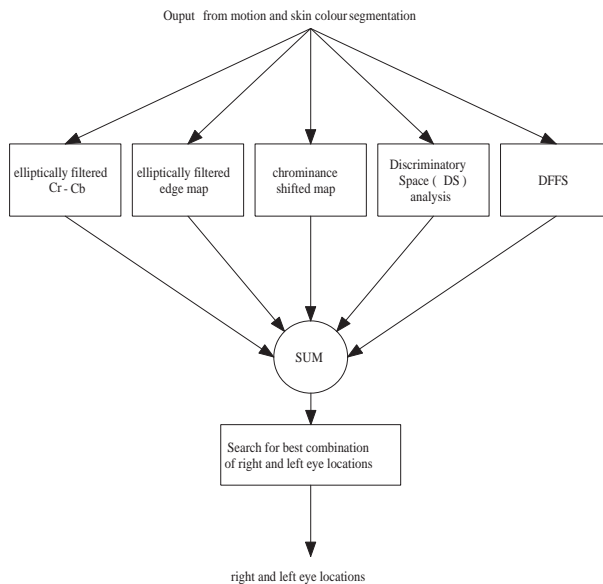 Ouput from motion and skin colour segmentation
elliptically filtered
Cr - Cb
elliptically filtered
edge map
chrominance
shifted map
Discriminatory
Space ( DS )
analysis
DFFS
SUM
Search for best combination
of right and left eye locations
right and left eye locations